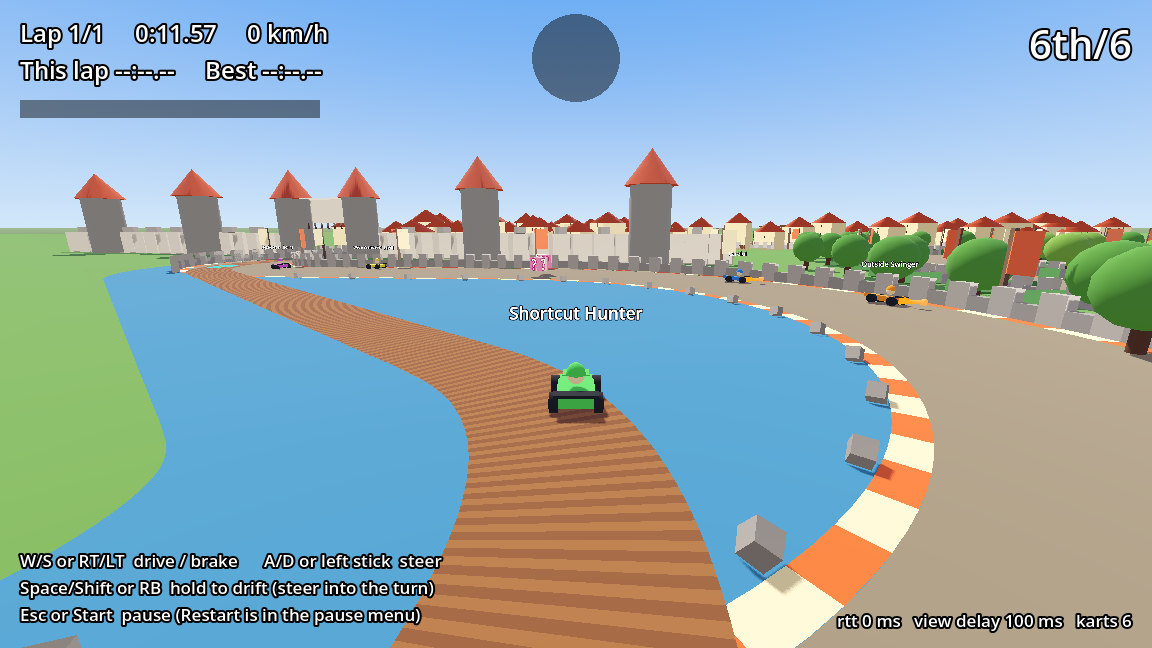 Lap 1/1 0:11.57 0 km/h
6th/6
This lap --:--.-- Best --:--.--
Outside Swinger
? ?
Shortcut Hunter
W/S or RT/LT drive / brake A/D or left stick steer
Space/Shift or RB hold to drift (steer into the turn)
Esc or Start pause (Restart is in the pause menu)
rtt 0 ms view delay 100 ms karts 6